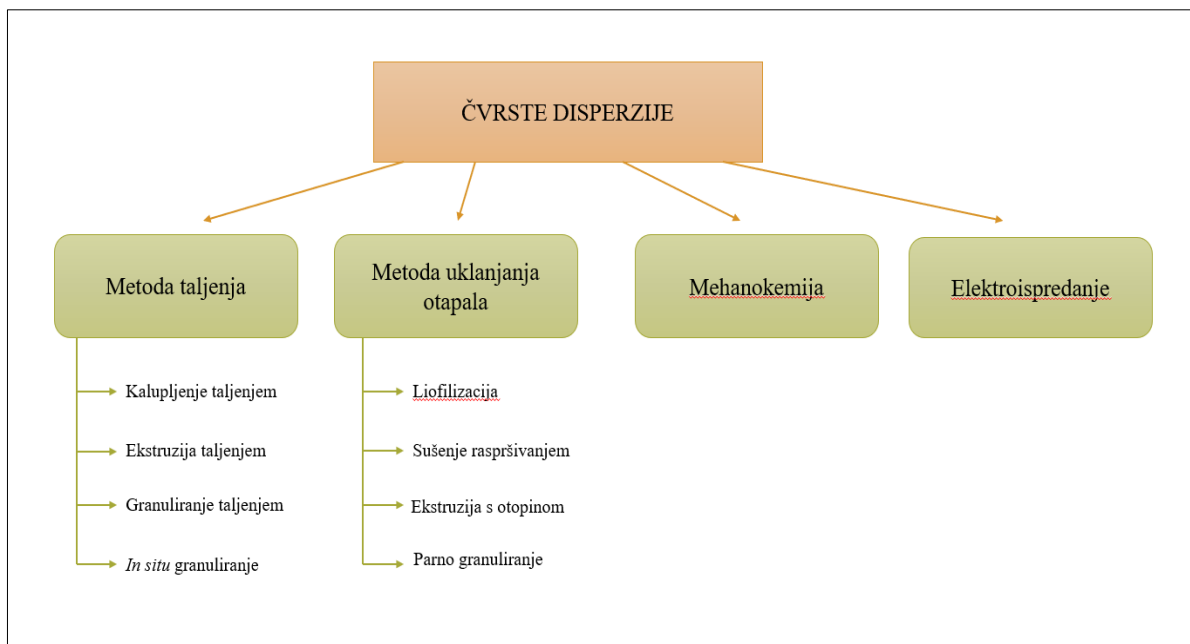 ČVRSTE DISPERZIJE
Metoda taljenja
Metoda uklanjanja
otapala
Mehanokemija
Elektroispredanje
Kalupljenje taljenjem
Ekstruzija taljenjem
Granuliranje taljenjem
In situ granuliranje
Liofilizacija
Sušenje raspršivanjem
Ekstruzija s otopinom
Parno granuliranje